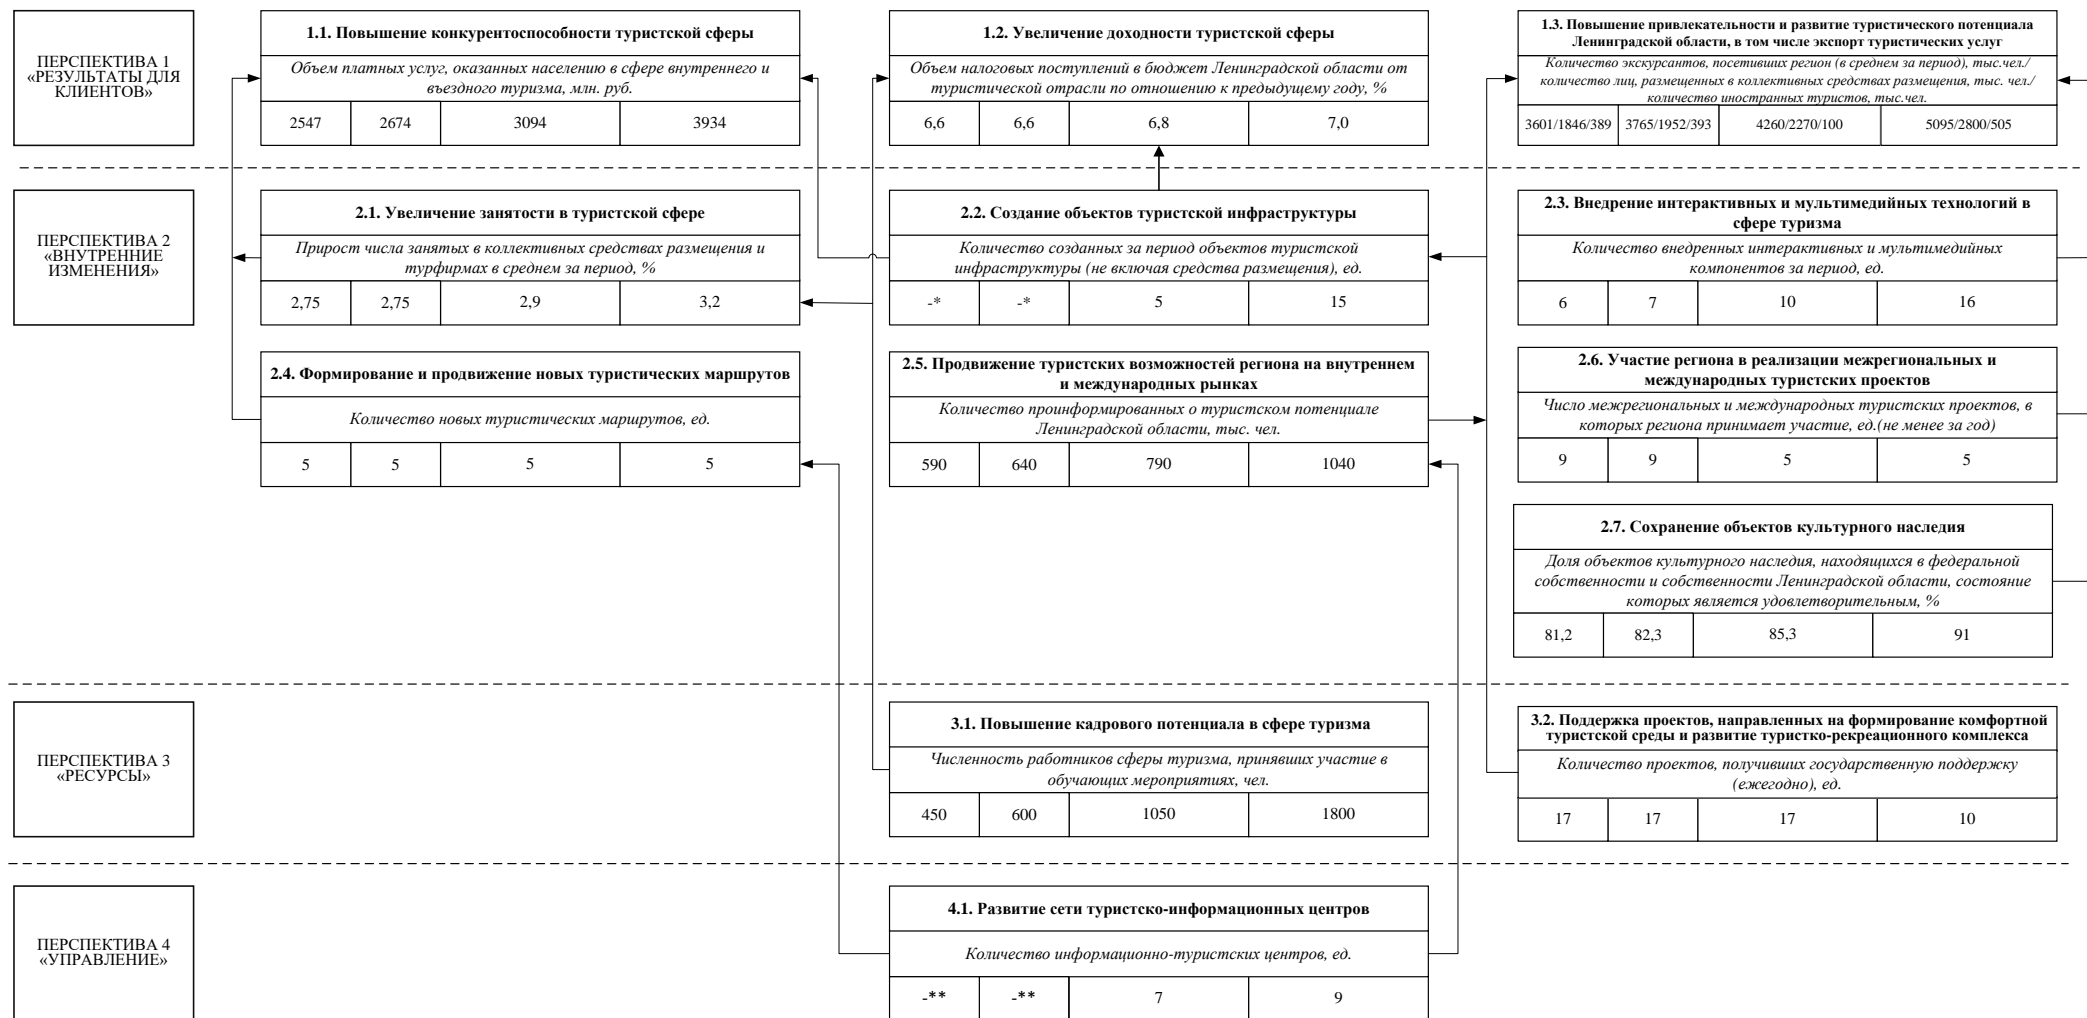 ПЕРСПЕКТИВА 1
«РЕЗУЛЬТАТЫ ДЛЯ
КЛИЕНТОВ»
1.1. Повышение конкурентоспособности туристской сферы
Объем платных услуг, оказанных населению в сфере внутреннего и
въездного туризма, млн. руб.
2547 2674 3094 3934
1.2. Увеличение доходности туристской сферы
Объем налоговых поступлений в бюджет Ленинградской области от
туристической отрасли по отношению к предыдущему году, %
6,6 6,6 6,8 7,0
1.3. Повышение привлекательности и развитие туристического потенциала
Ленинградской области, в том числе экспорт туристических услуг
Количество экскурсантов, посетивших регион (в среднем за период), тыс.чел./
количество лиц, размещенных в коллективных средствах размещения, тыс. чел./
количество иностранных туристов, тыс.чел.
3601/1846/389 3765/1952/393 4260/2270/100 5095/2800/505
ПЕРСПЕКТИВА 2
«ВНУТРЕННИЕ
ИЗМЕНЕНИЯ»
2.1. Увеличение занятости в туристской сфере
Прирост числа занятых в коллективных средствах размещения и
турфирмах в среднем за период, %
2,75 2,75 2,9 3,2
2.2. Создание объектов туристской инфраструктуры
Количество созданных за период объектов туристской
инфраструктуры (не включая средства размещения), ед.
-* -* 5 15
2.3. Внедрение интерактивных и мультимедийных технологий в
сфере туризма
Количество внедренных интерактивных и мультимедийных
компонентов за период, ед.
6 7 10 16
2.4. Формирование и продвижение новых туристических маршрутов
Количество новых туристических маршрутов, ед.
5 5 5 5
2.5. Продвижение туристских возможностей региона на внутреннем
и международных рынках
Количество проинформированных о туристском потенциале
Ленинградской области, тыс. чел.
590 640 790 1040
2.6. Участие региона в реализации межрегиональных и
международных туристских проектов
Число межрегиональных и международных туристских проектов, в
которых региона принимает участие, ед.(не менее за год)
9 9 5 5
2.7. Сохранение объектов культурного наследия
Доля объектов культурного наследия, находящихся в федеральной
собственности и собственности Ленинградской области, состояние
которых является удовлетворительным, %
81,2 82,3 85,3 91
ПЕРСПЕКТИВА 3
«РЕСУРСЫ»
3.1. Повышение кадрового потенциала в сфере туризма
Численность работников сферы туризма, принявших участие в
обучающих мероприятиях, чел.
450 600 1050 1800
3.2. Поддержка проектов, направленных на формирование комфортной
туристской среды и развитие туристко-рекреационного комплекса
Количество проектов, получивших государственную поддержку
(ежегодно), ед.
17 17 17 10
ПЕРСПЕКТИВА 4
«УПРАВЛЕНИЕ»
4.1. Развитие сети туристско-информационных центров
Количество информационно-туристских центров, ед.
-** -** 7 9